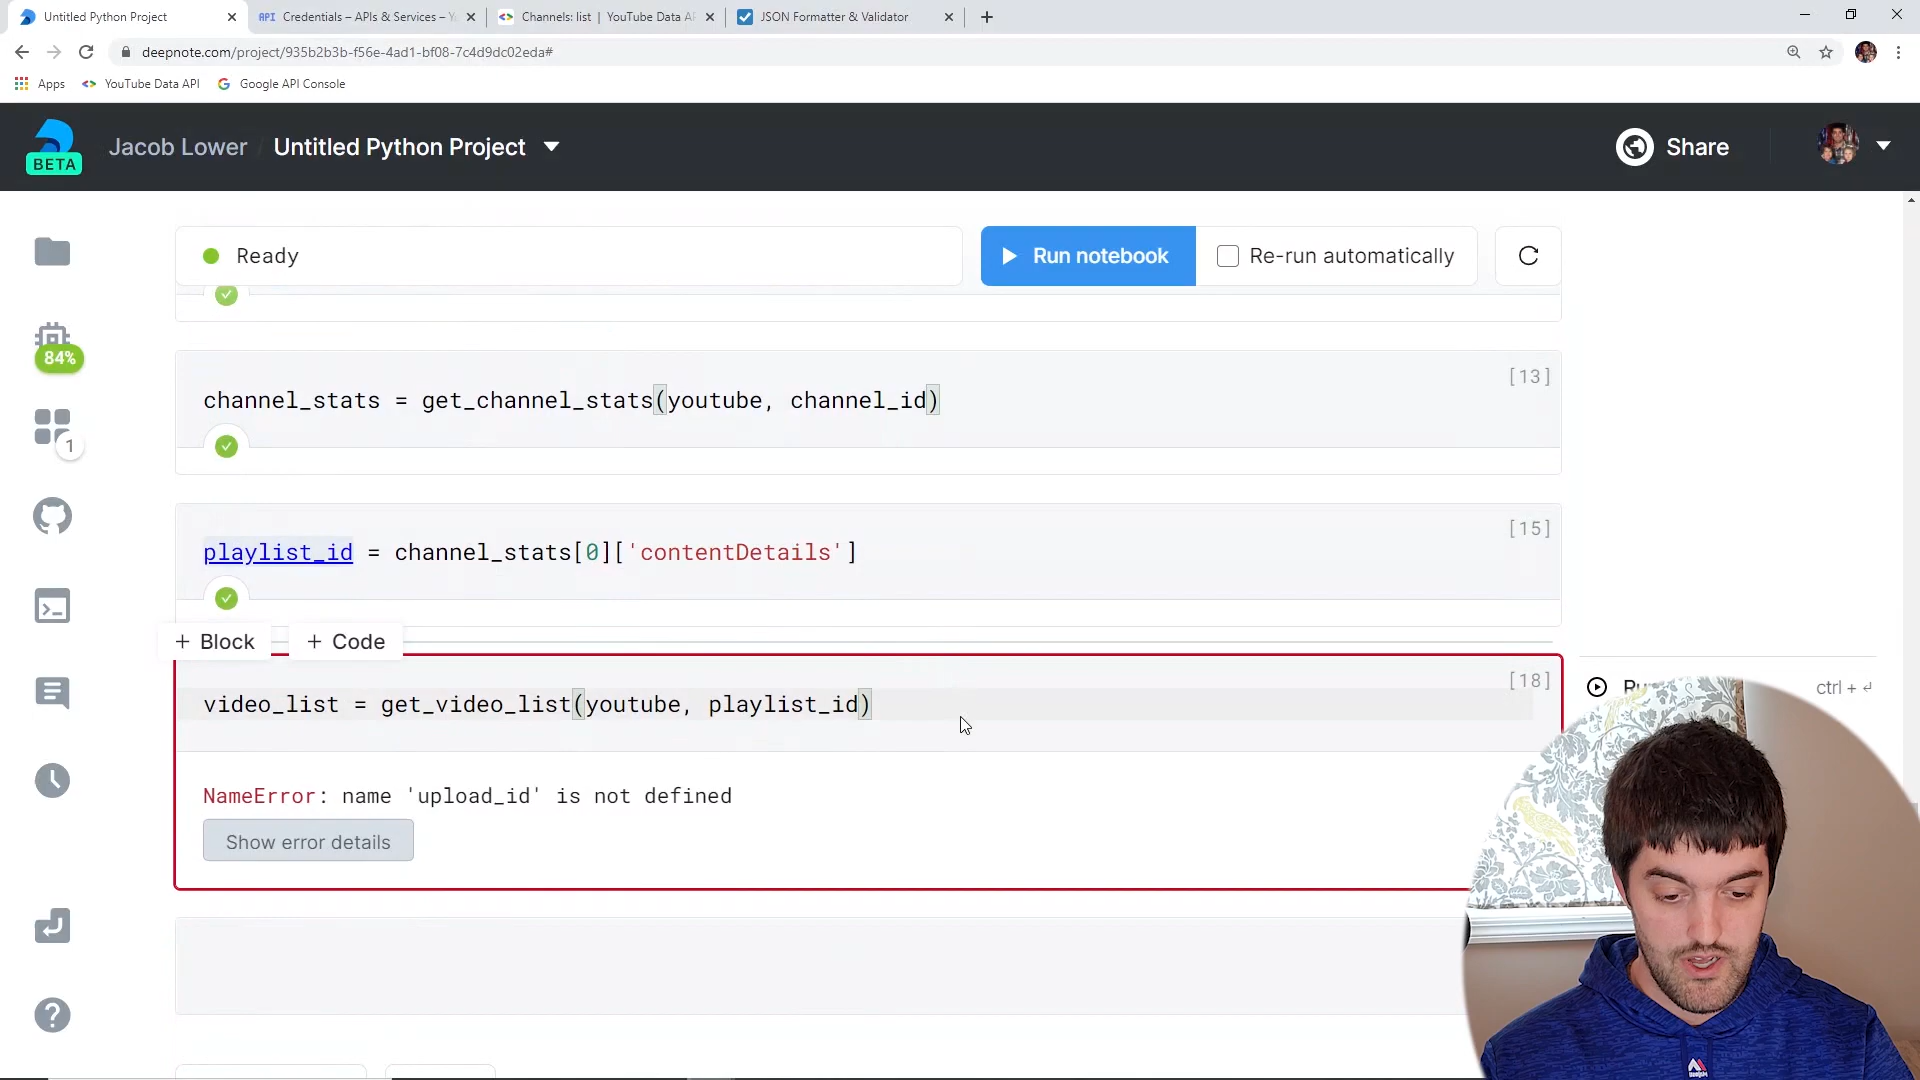 Untitled Python Project
API Credentials – APIs & Services – Y
Channels: list | YouTube Data AP
JSON Formatter & Validator
deepnote.com/project/935b2b3b-f56e-4ad1-bf08-7c4d9dc02eda#
Apps
YouTube Data API
Google API Console
BETA
Jacob Lower / Untitled Python Project
Share
Ready
Run notebook
Re-run automatically
84%
1
[13]
channel_stats = get_channel_stats(youtube, channel_id)
[15]
playlist_id = channel_stats[0]['contentDetails']
+ Block
+ Code
[18]
video_list = get_video_list(youtube, playlist_id)
ctrl + ↵
NameError: name 'upload_id' is not defined
Show error details